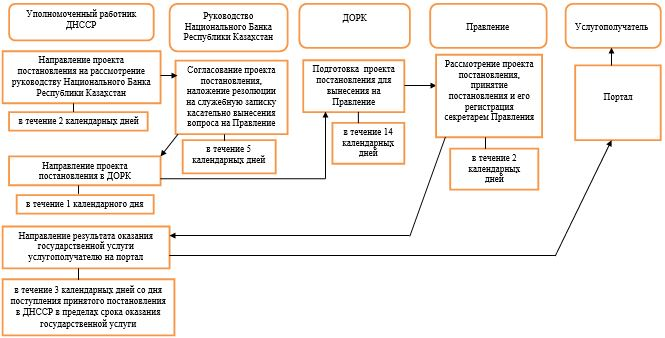 Уполномоченный работник
ДНССР
Руководство
Национального Банка
Республики Казахстан
ДОРК
Правление
Услугополучатель
Направление проекта
постановления на рассмотрение
руководству Национального Банка
Республики Казахстан
в течение 2 календарных дней
Согласование проекта
постановления,
наложение резолюции
на служебную записку
касательно вынесения
вопроса на Правление
в течение 5
календарных дней
Подготовка проекта
постановления для
вынесения на
Правление
в течение 14
календарных
дней
Рассмотрение проекта
постановления,
принятие
постановления и его
регистрация
секретарем Правления
в течение 2
календарных
дней
Портал
Направление проекта
постановления в ДОРК
в течение 1 календарного дня
Направление результата оказания
государственной услуги
услугополучателю на портал
в течение 3 календарных дней со дня
поступления принятого постановления
в ДНССР в пределах срока оказания
государственной услуги